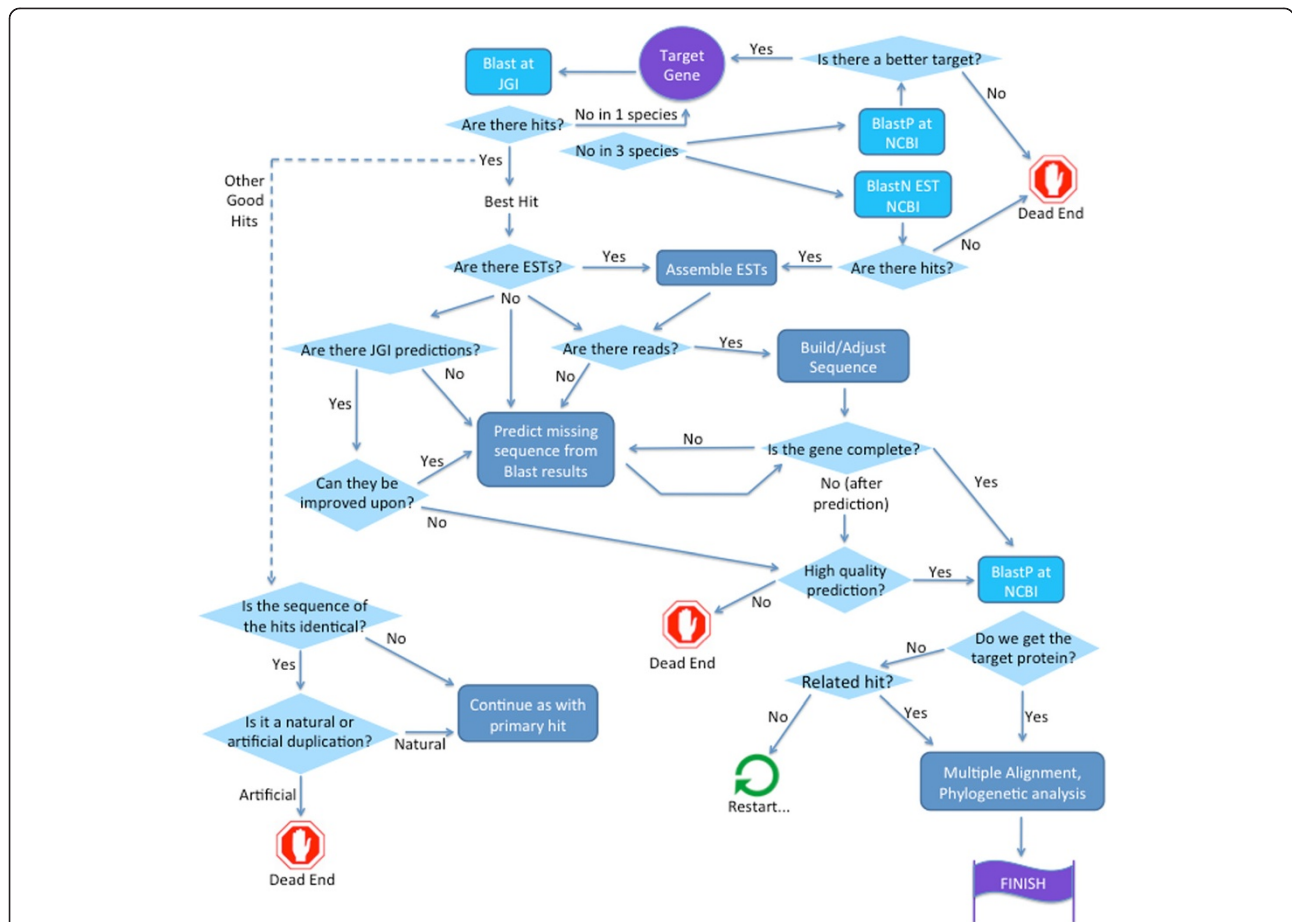 Blast at
JGI
Target
Gene
Yes
Is there a better target?
No
Are there hits?
No in 1 species
No in 3 species
BlastP at
NCBI
BlastN EST
NCBI
Dead End
Yes
Other
Good
Hits
Best Hit
Are there ESTs?
Yes
Assemble ESTs
Yes
Are there hits?
No
No
Are there JGI predictions?
Are there reads?
Yes
Build/Adjust
Sequence
No
No
Yes
Predict missing
sequence from
Blast results
No
Is the gene complete?
Yes
Can they be
improved upon?
No (after
prediction)
Yes
No
High quality
prediction?
Yes
BlastP at
NCBI
No
Dead End
Is the sequence of
the hits identical?
No
Yes
Do we get the
target protein?
No
Related hit?
Continue as with
primary hit
Is it a natural or
artificial duplication?
Natural
No
Yes
Yes
Multiple Alignment,
Phylogenetic analysis
Restart...
Artificial
Dead End
FINISH